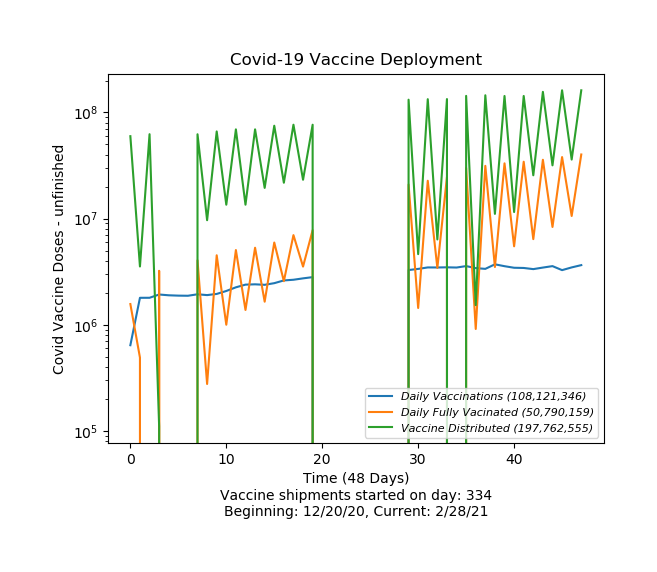 Covid-19 Vaccine Deployment
Covid Vaccine Doses - unfinished
10^8
10^7
10^6
10^5
0 10 20 30 40
Daily Vaccinations (108,121,346)
Daily Fully Vacinated (50,790,159)
Vaccine Distributed (197,762,555)
Time (48 Days)
Vaccine shipments started on day: 334
Beginning: 12/20/20, Current: 2/28/21